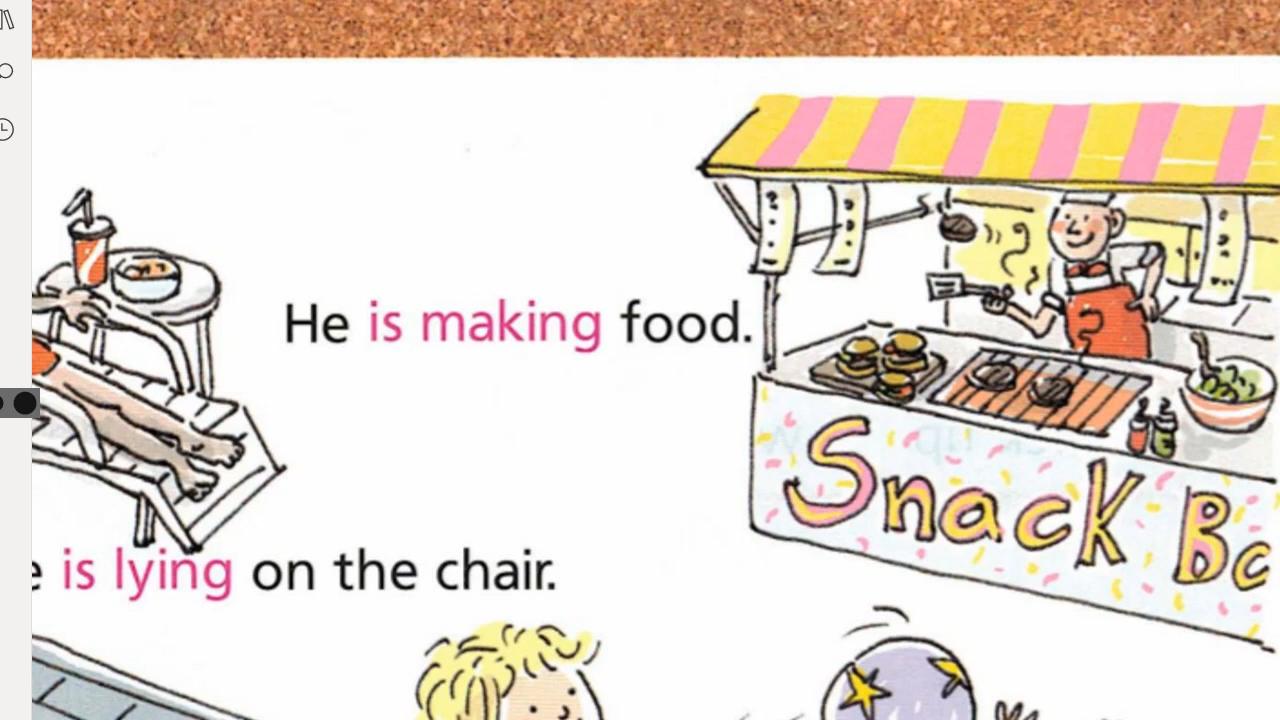 He is making food.
Snack
is lying on the chair.